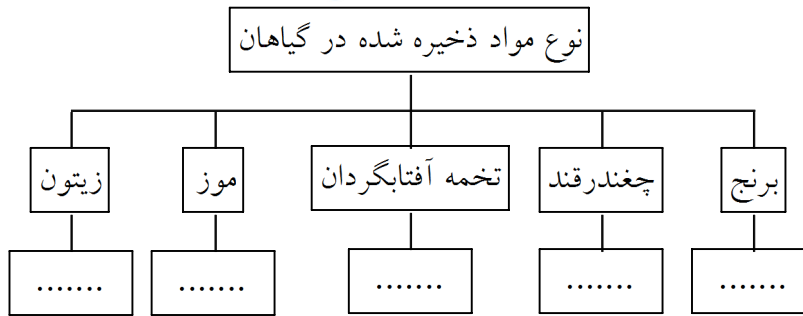 نوع مواد ذخیره شده در گیاهان
برنج
چغندرقند
تخمه آفتابگردان
موز
زیتون
.......
.......
.......
.......
.......